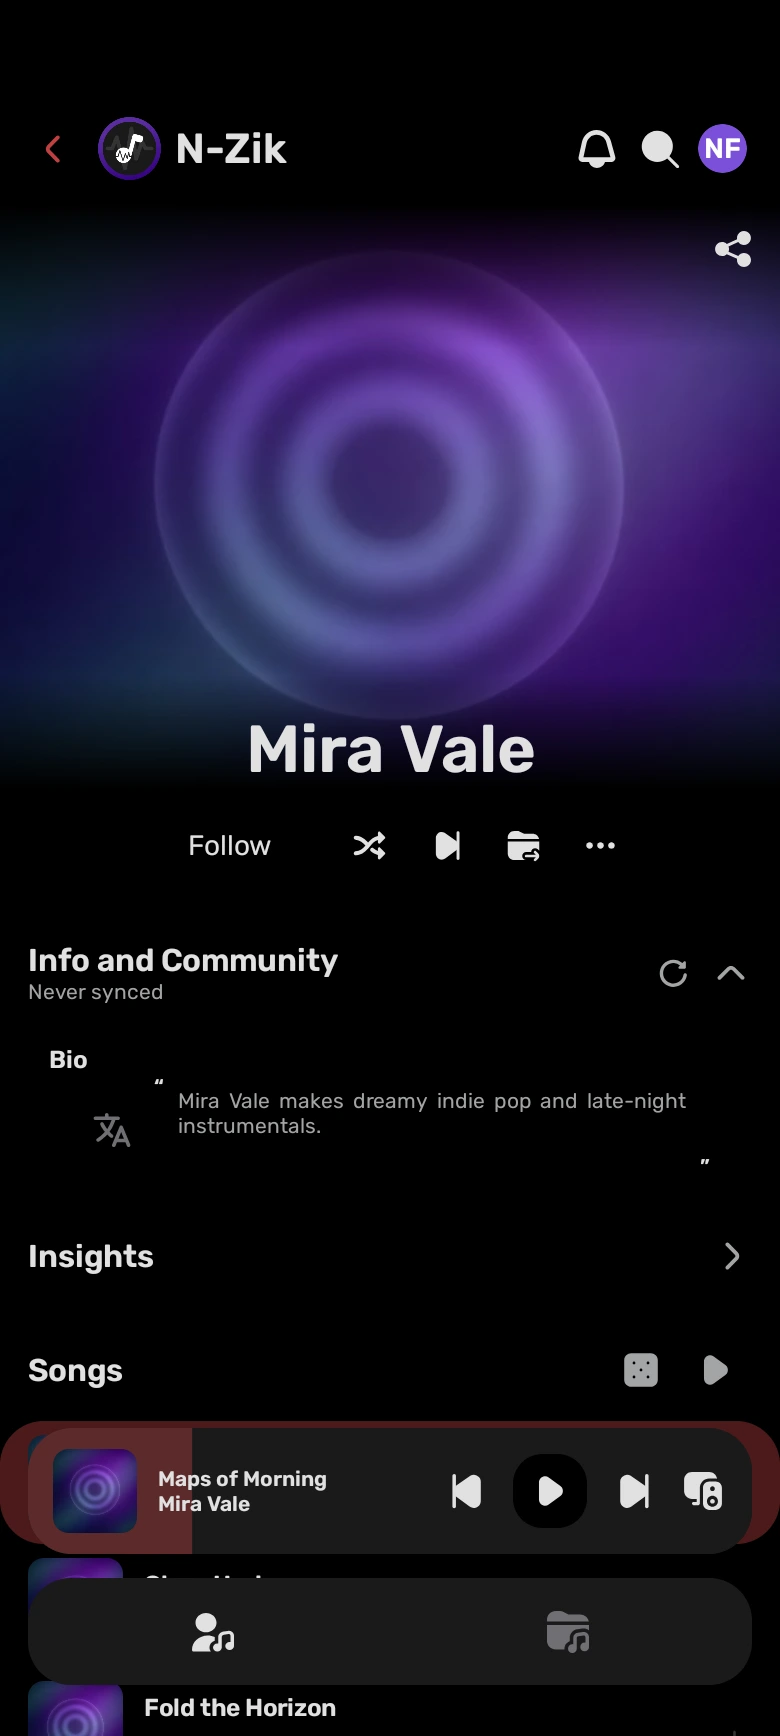 N-Zik
NF
Mira Vale
Follow
Info and Community
Never synced
Bio
“
Mira Vale makes dreamy indie pop and late-night
instrumentals.
”
Insights
Songs
Maps of Morning
Mira Vale
Fold the Horizon